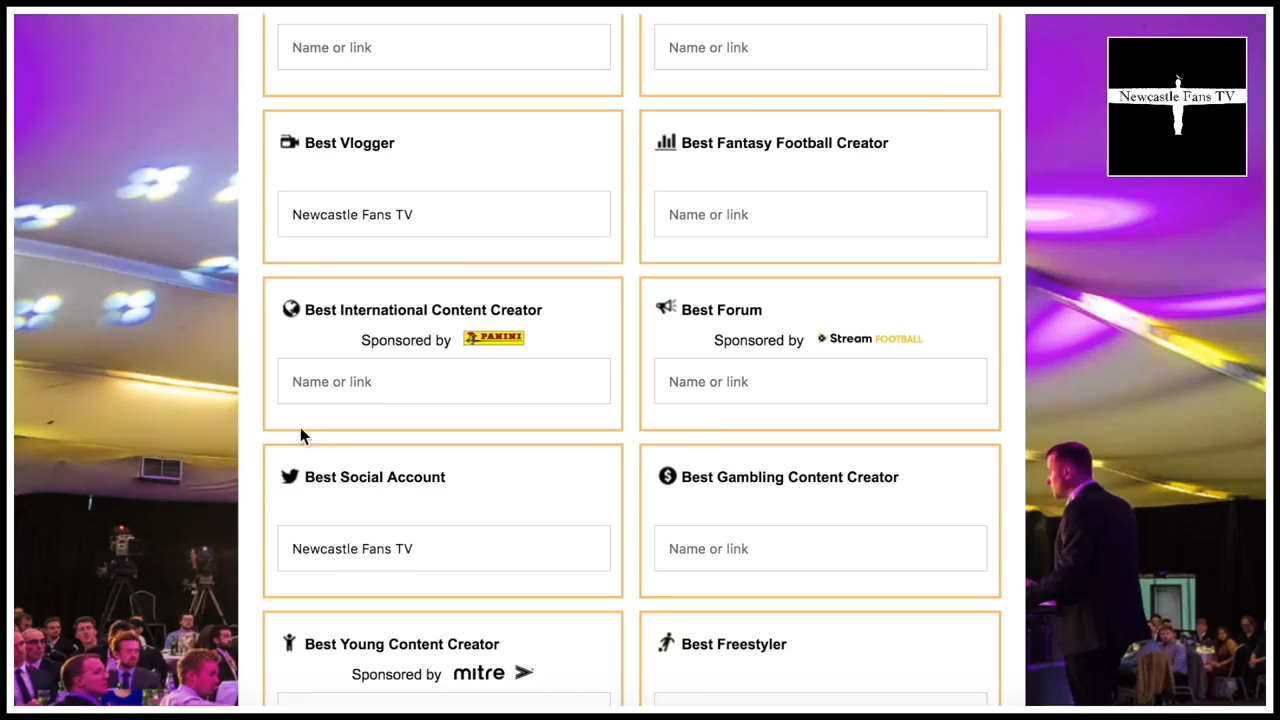 Name or link
Name or link
Newcastle Fans TV
Best Vlogger
Best Fantasy Football Creator
Newcastle Fans TV
Name or link
Best International Content Creator
Best Forum
Sponsored by PANINI
Sponsored by Stream FOOTBALL
Name or link
Name or link
Best Social Account
Best Gambling Content Creator
Newcastle Fans TV
Name or link
Best Young Content Creator
Best Freestyler
Sponsored by mitre